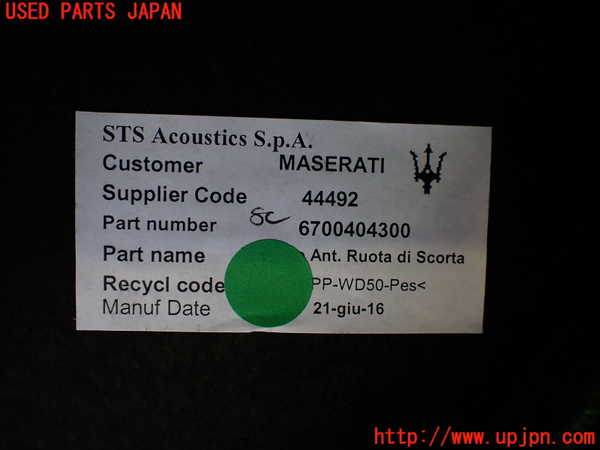 USED PARTS JAPAN
STS Acoustics S.p.A.
Customer MASERATI
Supplier Code 44492
Part number 6700404300
Part name Ant. Ruota di Scorta
Recycl code PP-WD50-Pes<
Manuf Date 21-giu-16
http://www.upjpn.com/